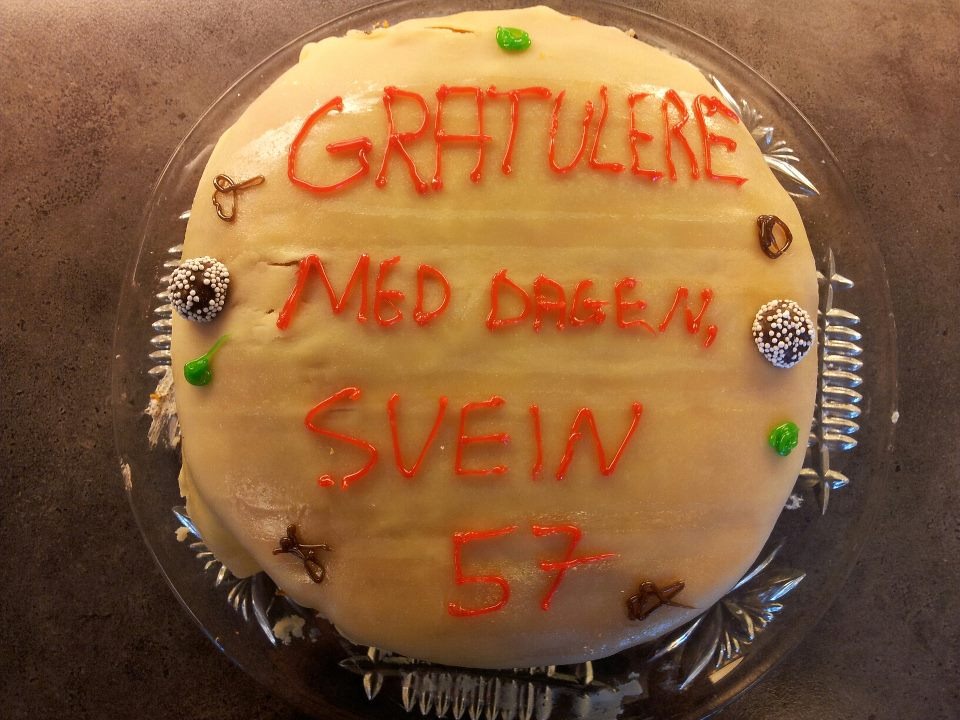 GRATULERE
MED DAGEN,
SVEIN
57